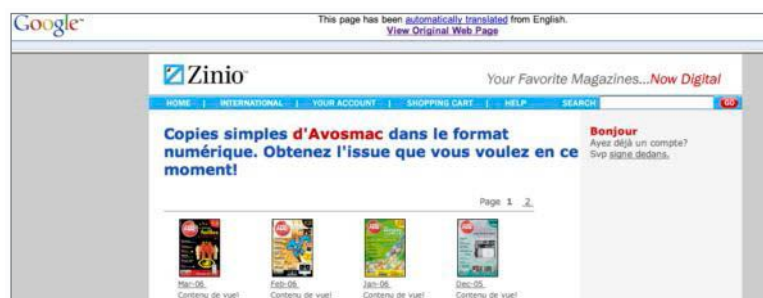 Google™
This page has been automatically translated from English.
View Original Web Page
Zinio™
Your Favorite Magazines...Now Digital
HOME | INTERNATIONAL | YOUR ACCOUNT | SHOPPING CART | HELP SEARCH GO
Copies simples d'Avosmac dans le format
numérique. Obtenez l'issue que vous voulez en ce
moment!
Bonjour
Ayez déjà un compte?
Svp signe dedans.
Page 1 2
Mar-06 Feb-06 Jan-06 Dec-05
Contenu de vue! Contenu de vue! Contenu de vue! Contenu de vue!